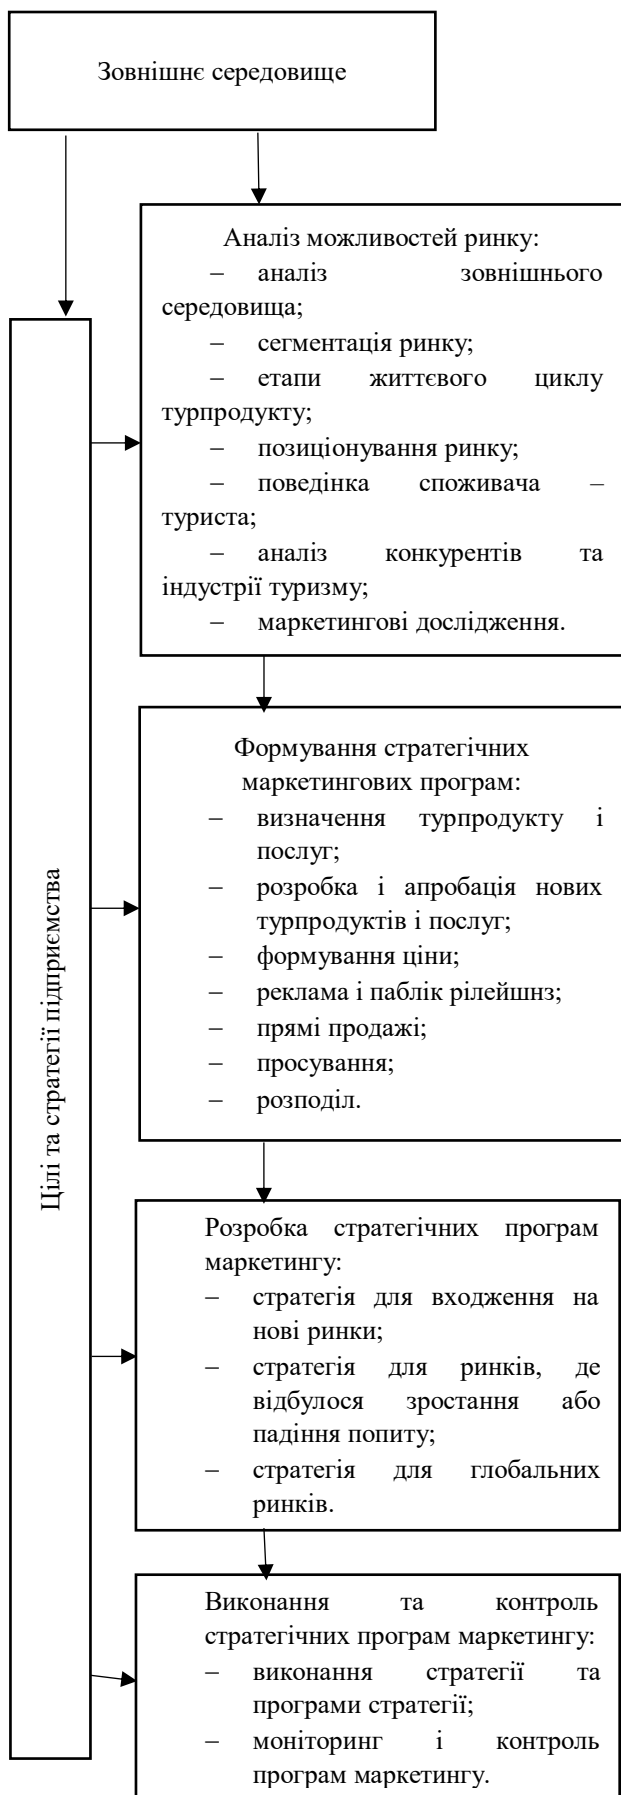 Зовнішнє середовище
Аналіз можливостей ринку:
– аналіз зовнішнього
середовища;
– сегментація ринку;
– етапи життєвого циклу
турпродукту;
– позиціонування ринку;
– поведінка споживача –
туриста;
– аналіз конкурентів та
індустрії туризму;
– маркетингові дослідження.
Цілі та стратегії підприємства
Формування стратегічних
маркетингових програм:
– визначення турпродукту і
послуг;
– розробка і апробація нових
турпродуктів і послуг;
– формування ціни;
– реклама і паблік рілейшнз;
– прямі продажі;
– просування;
– розподіл.
Розробка стратегічних програм
маркетингу:
– стратегія для входження на
нові ринки;
– стратегія для ринків, де
відбулося зростання або
падіння попиту;
– стратегія для глобальних
ринків.
Виконання та контроль
стратегічних програм маркетингу:
– виконання стратегії та
програми стратегії;
– моніторинг і контроль
програм маркетингу.